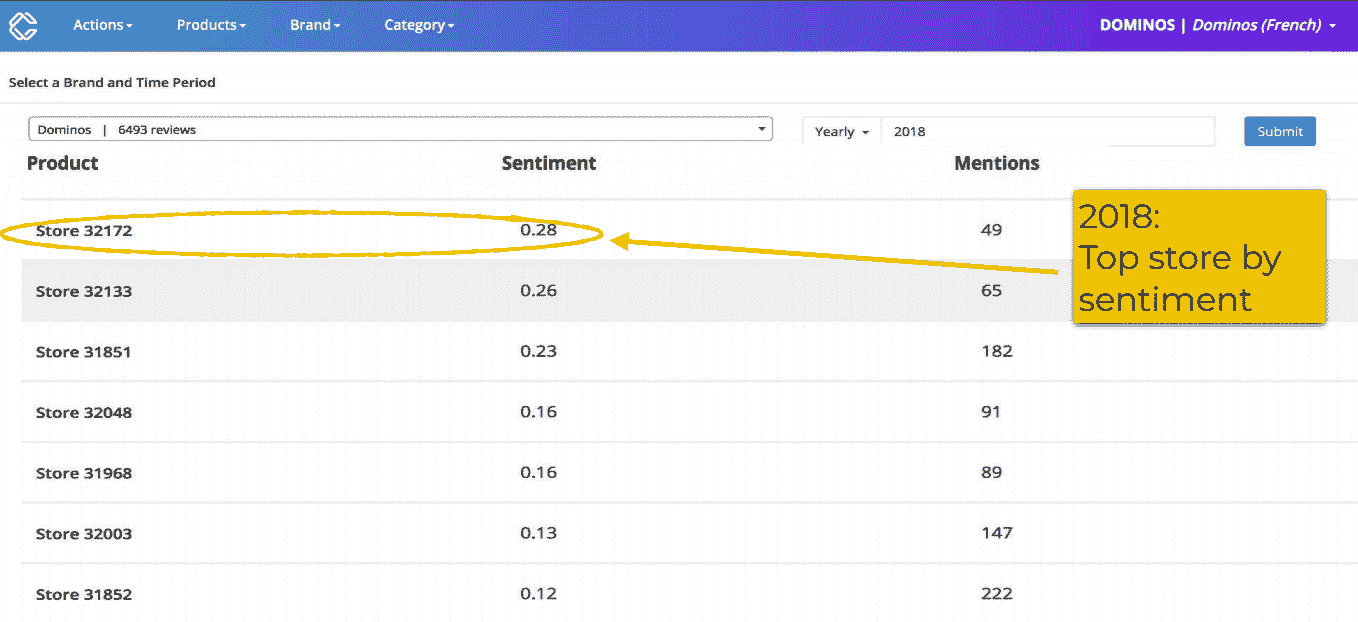 Actions Products Brand Category DOMINOS | Dominos (French)
Select a Brand and Time Period
Dominos | 6493 reviews Yearly 2018 Submit
Product Sentiment Mentions
Store 32172 0.28 49
Store 32133 0.26 65
Store 31851 0.23 182
Store 32048 0.16 91
Store 31968 0.16 89
Store 32003 0.13 147
Store 31852 0.12 222
2018:
Top store by
sentiment